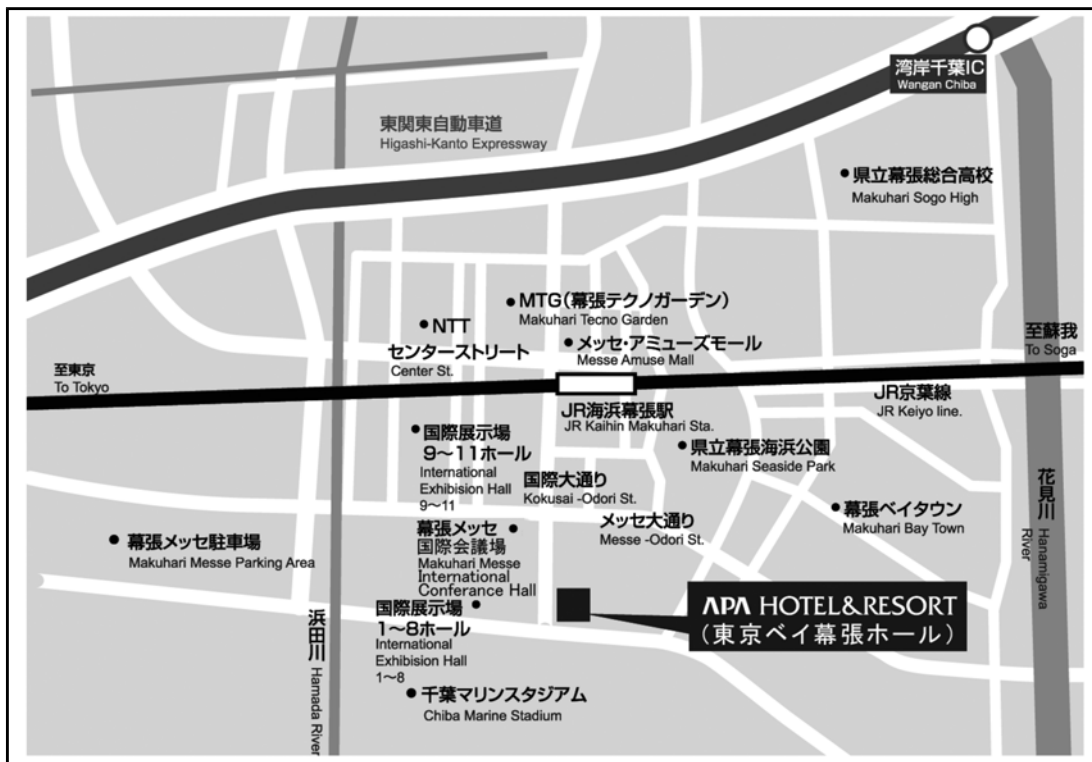 湾岸千葉IC
Wangan Chiba
東関東自動車道
Higashi-Kanto Expressway
県立幕張総合高校
Makuhari Sogo High
MTG(幕張テクノガーデン)
Makuhari Tecno Garden
NTT
メッセ・アミューズモール
Messe Amuse Mall
センターストリート
Center St.
至蘇我
To Soga
至東京
To Tokyo
JR京葉線
JR Keiyo line.
JR海浜幕張駅
JR Kaihin Makuhari Sta.
国際展示場
9〜11ホール
International
Exhibision Hall
9〜11
県立幕張海浜公園
Makuhari Seaside Park
国際大通り
Kokusai -Odori St.
花見川
Hanamigawa
River
幕張ベイタウン
Makuhari Bay Town
メッセ大通り
Messe -Odori St.
幕張メッセ
国際会議場
Makuhari Messe
International
Conferance Hall
幕張メッセ駐車場
Makuhari Messe Parking Area
国際展示場
1〜8ホール
International
Exhibision Hall
1〜8
APA HOTEL&RESORT
(東京ベイ幕張ホール)
浜田川
Hamada River
千葉マリンスタジアム
Chiba Marine Stadium